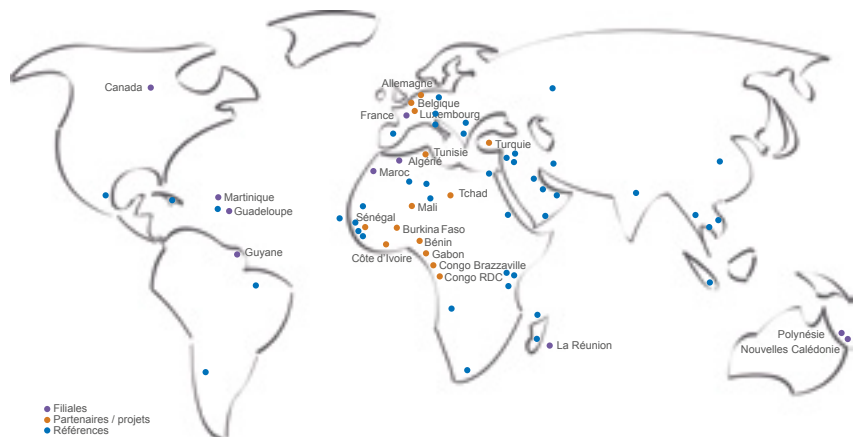 Allemagne
Canada
Belgique
France
Luxembourg
Turquie
Tunisie
Algérie
Maroc
Tchad
Martinique
Mali
Guadeloupe
Sénégal
Burkina Faso
Bénin
Guyane
Côte d'Ivoire
Gabon
Congo Brazzaville
Congo RDC
Polynésie
La Réunion
Nouvelles Calédonie
Filiales
Partenaires / projets
Références